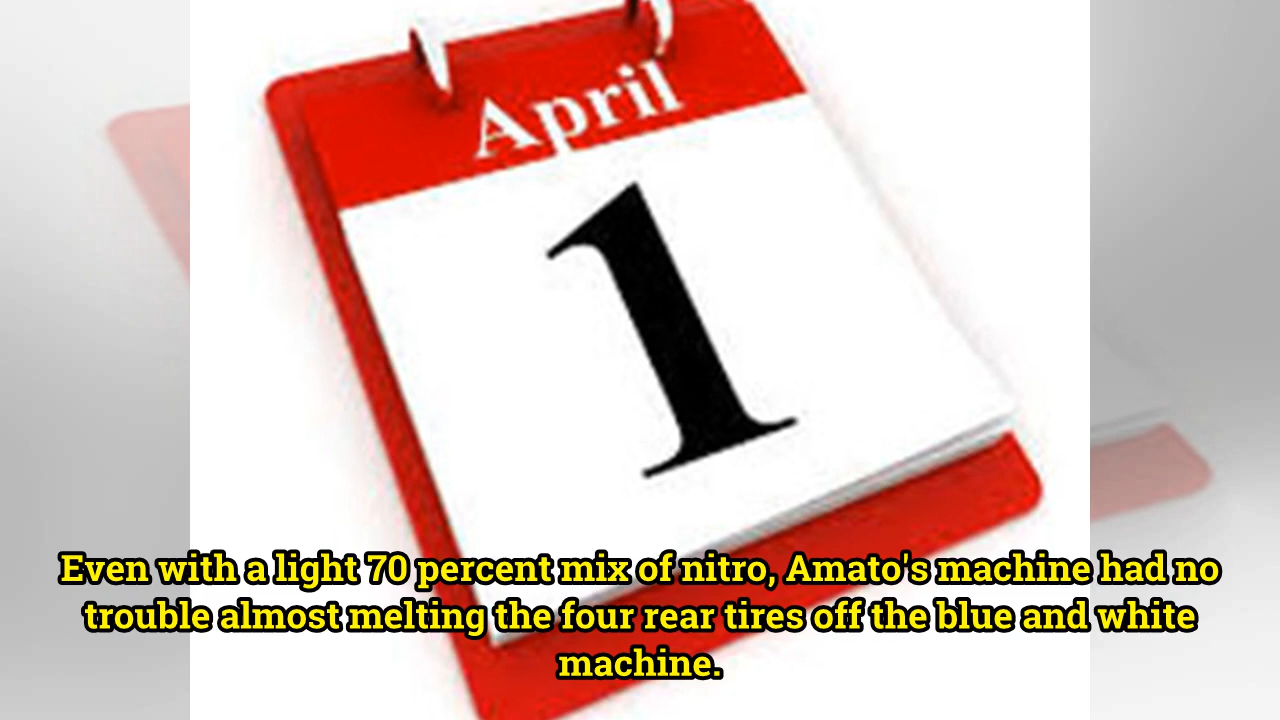 April
1
Even with a light 70 percent mix of nitro, Amato's machine had no
trouble almost melting the four rear tires off the blue and white
machine.